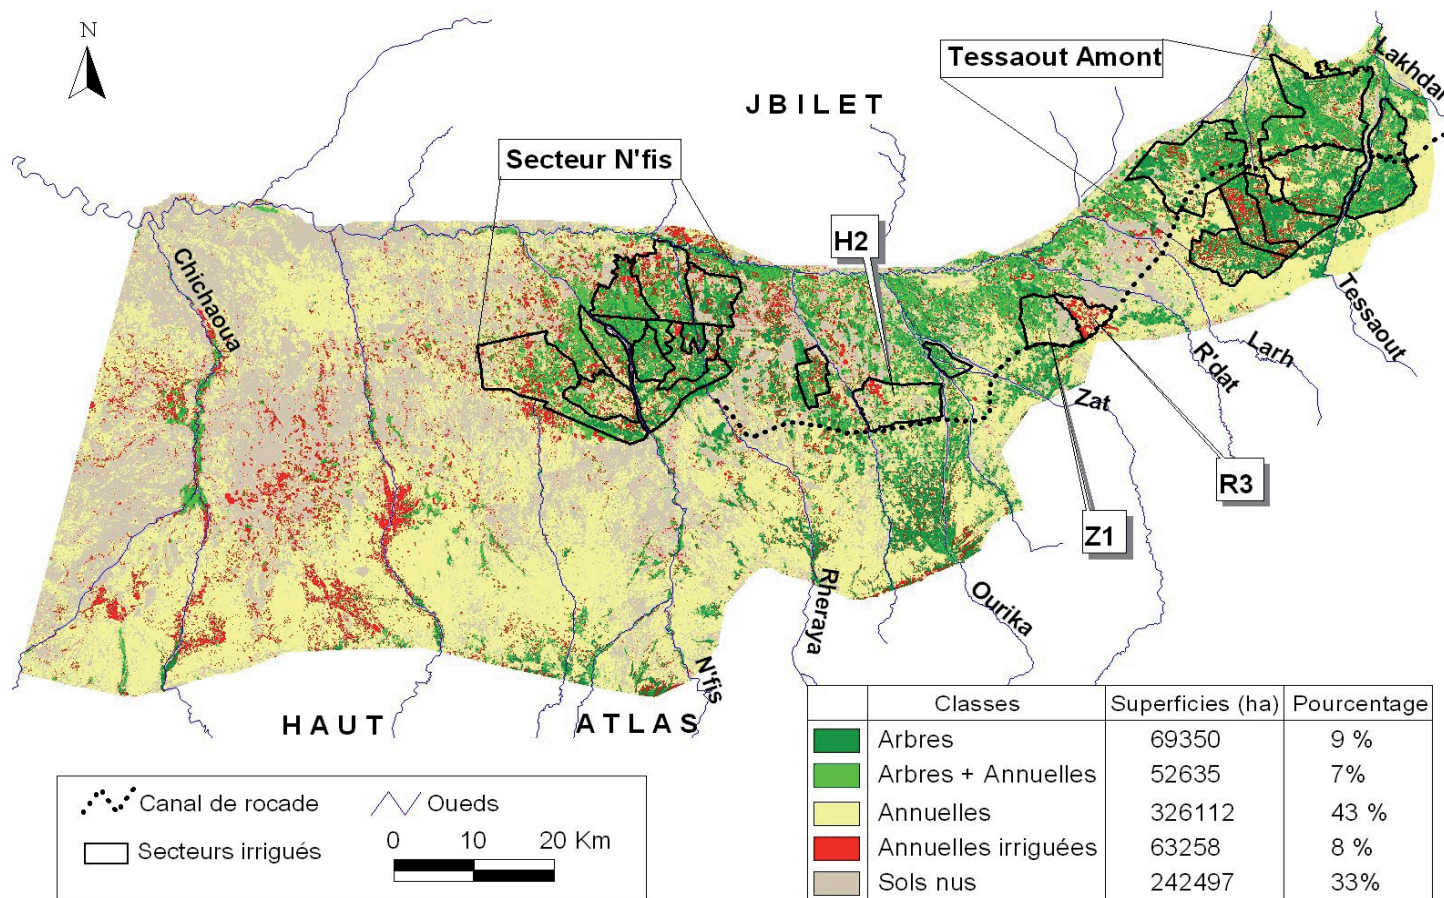 N
Tessaout Amont
Lakhdar
JBILET
Secteur N'fis
H2
Chichaoua
Tessaout
Larh
R'dat
Zat
R3
Z1
Rheraya
Ourika
N'fis
HAUT ATLAS
Classes Superficies (ha) Pourcentage
Arbres 69350 9 %
Arbres + Annuelles 52635 7%
Annuelles 326112 43 %
Annuelles irriguées 63258 8 %
Sols nus 242497 33%
Canal de rocade Oueds
Secteurs irrigués 0 10 20 Km